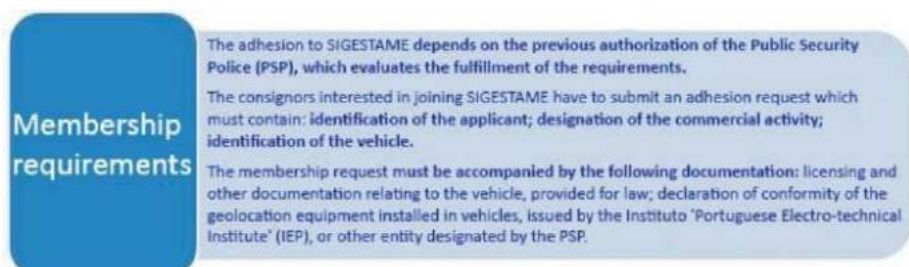 Membership
requirements
The adhesion to SIGESTAME depends on the previous authorization of the Public Security
Police (PSP), which evaluates the fulfillment of the requirements.
The consignors interested in joining SIGESTAME have to submit an adhesion request which
must contain: identification of the applicant; designation of the commercial activity;
identification of the vehicle.
The membership request must be accompanied by the following documentation: licensing and
other documentation relating to the vehicle, provided for law; declaration of conformity of the
geolocation equipment installed in vehicles, issued by the Instituto 'Portuguese Electro-technical
Institute' (IEP), or other entity designated by the PSP.